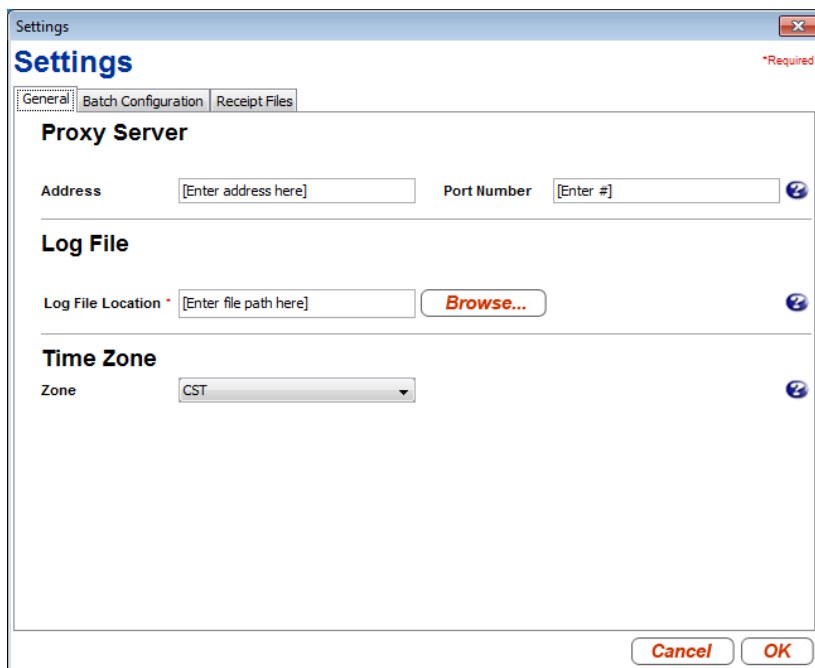 Settings
Settings
*Required
General Batch Configuration Receipt Files
Proxy Server
Address [Enter address here] Port Number [Enter #]
Log File
Log File Location * [Enter file path here] Browse...
Time Zone
Zone CST
Cancel OK